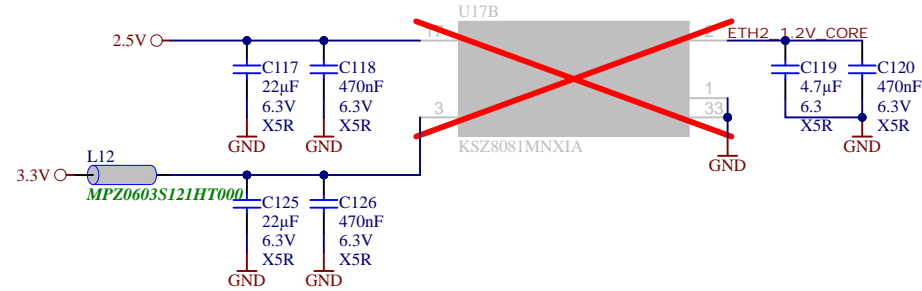 U17B
2.5V
17
2
ETH2_1.2V_CORE
C117
22µF
6.3V
X5R
GND
C118
470nF
6.3V
X5R
GND
3
1
33
KSZ8081MNXIA
GND
C119
4.7µF
6.3
X5R
C120
470nF
6.3V
X5R
GND
L12
3.3V
MPZ0603S121HT000
C125
22µF
6.3V
X5R
GND
C126
470nF
6.3V
X5R
GND